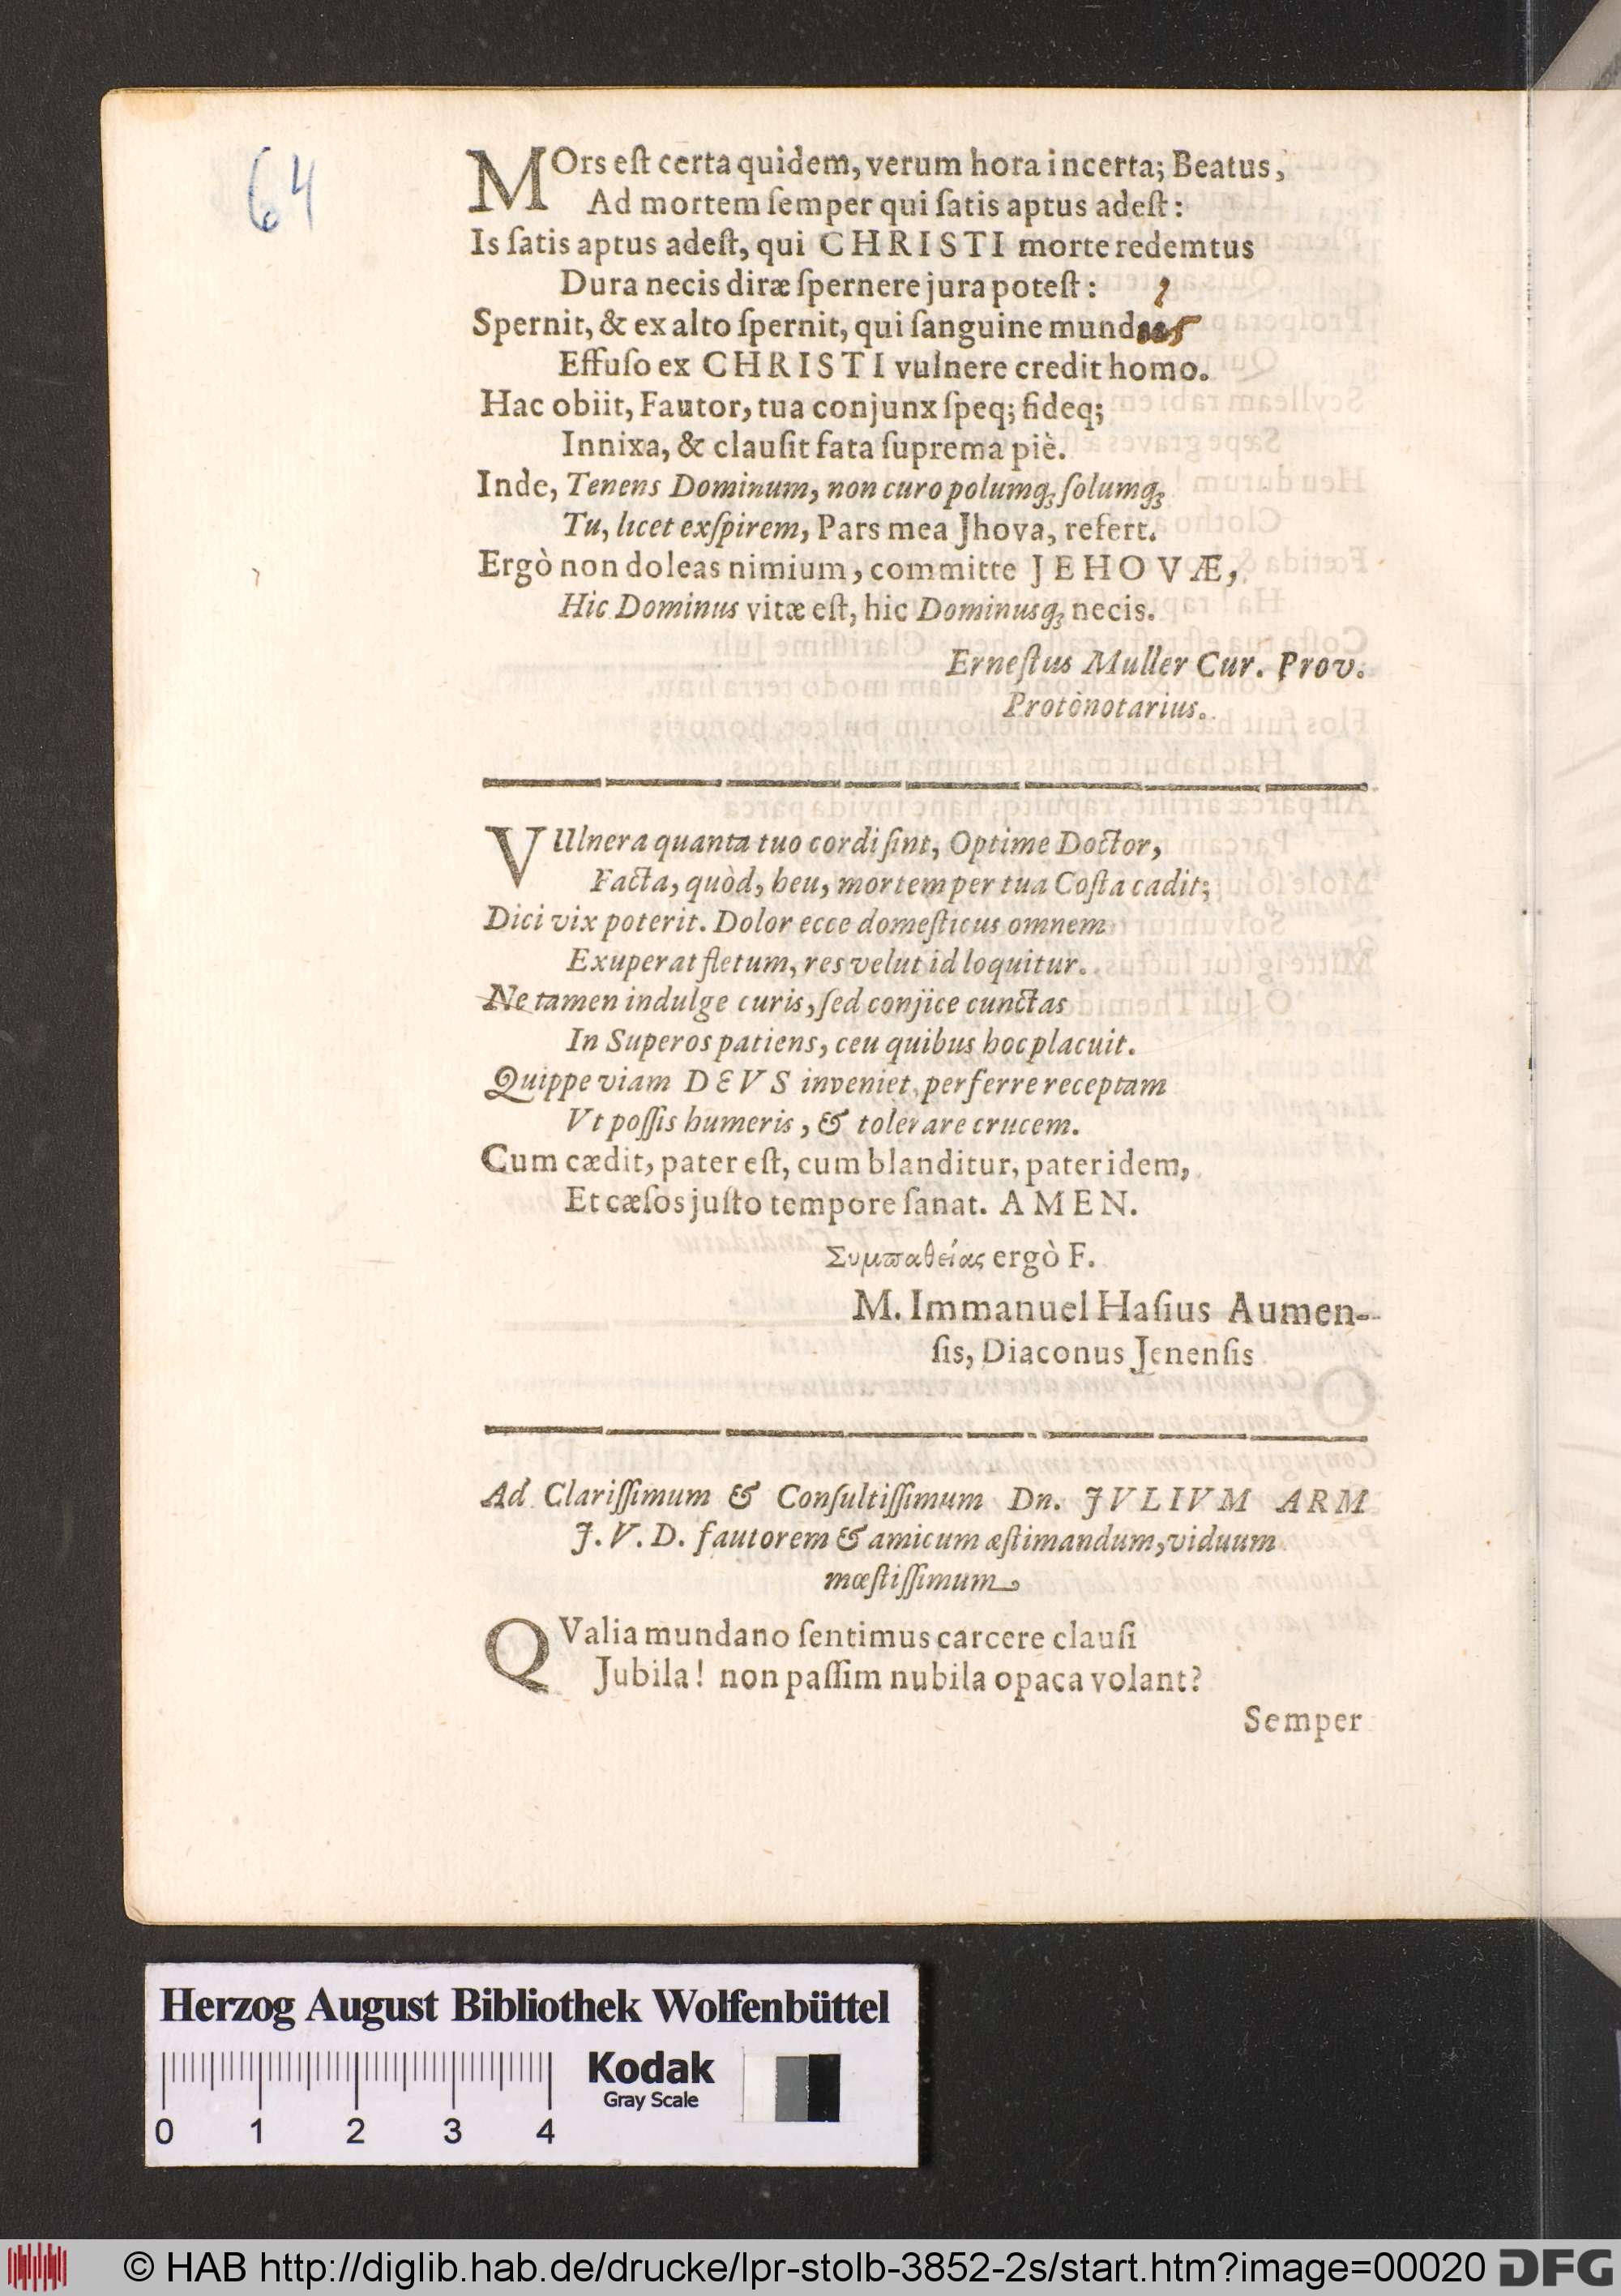 64
MOrs eſt certa quidem, verum hora incerta; Beatus,
Ad mortem ſemper qui ſatis aptus adeſt:
Is ſatis aptus adeſt, qui CHRISTI morte redemtus
Dura necis diræ ſpernere jura poteſt:
Spernit, & ex alto ſpernit, qui ſanguine mundus
Effuſo ex CHRISTI vulnere credit homo.
Hac obiit, Fautor, tua conjunx ſpeq; fideq;
Innixa, & clauſit fata ſuprema piè.
Inde, Tenens Dominum, non curo polumq; ſolumq;
Tu, licet exſpirem, Pars mea Jhova, refert.
Ergò non doleas nimium, committe JEHOVÆ,
Hic Dominus vitæ eſt, hic Dominusq; necis.
Erneſtus Muller Cur. Prov.
Protònotarius.
VUlnera quanta tuo cordi ſint, Optime Doctor,
Facta, quòd, heu, mortem per tua Coſta cadit;
Dici vix poterit. Dolor ecce domeſticus omnem
Exuperat fletum, res velut id loquitur.
Ne tamen indulge curis, ſed conjice cunctas
In Superos patiens, ceu quibus hoc placuit.
Quippe viam DEVS inveniet, perferre receptam
Vt poſſis humeris, & tolerare crucem.
Cum cædit, pater eſt, cum blanditur, pater idem,
Et cæſos juſto tempore ſanat. AMEN.
Συμπαθείας ergò F.
M. Immanuel Haſius Aumen-
ſis, Diaconus Jenenſis
Ad Clariſſimum & Conſultiſſimum Dn. JVLIVM ARM
J. V. D. fautorem & amicum æſtimandum, viduum
mœſtiſſimum
QValia mundano ſentimus carcere clauſi
Jubila! non paſſim nubila opaca volant?
Semper
Herzog August Bibliothek Wolfenbüttel
Kodak
Gray Scale
0 1 2 3 4
© HAB http://diglib.hab.de/drucke/lpr-stolb-3852-2s/start.htm?image=00020 DFG